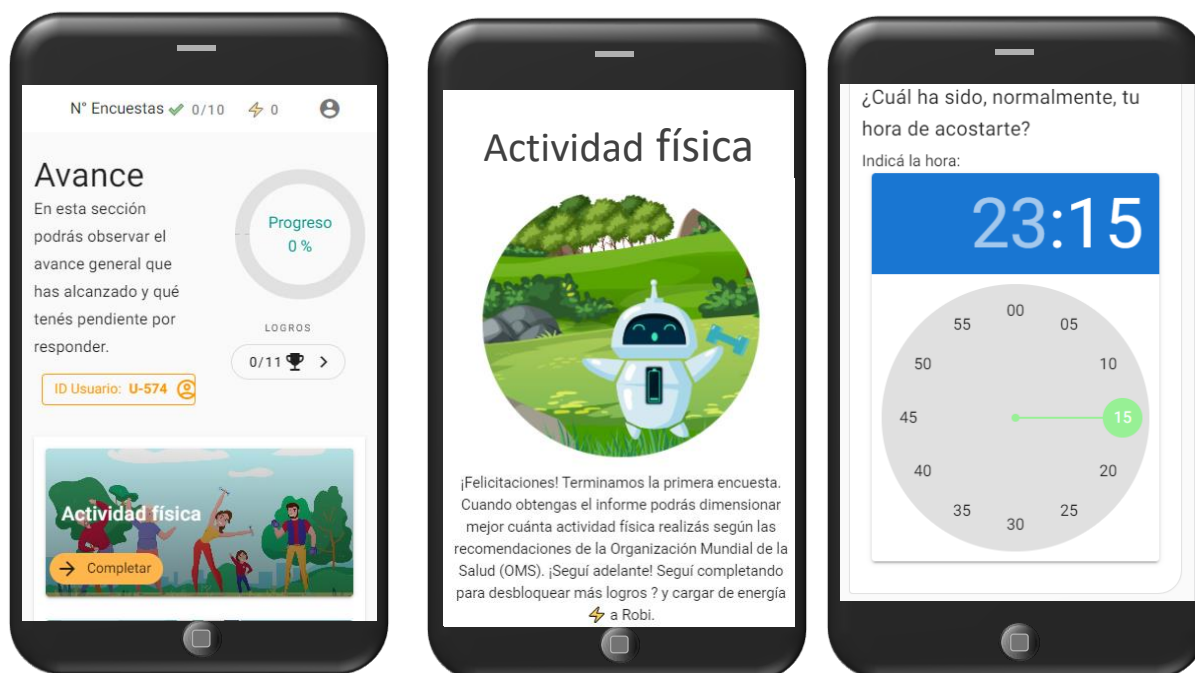 N° Encuestas 0/10 0
Avance
En esta sección
podrás observar el
avance general que
has alcanzado y qué
tenés pendiente por
responder.
ID Usuario: U-574
Progreso
0 %
LOGROS
0/11
Actividad física
Completar
Actividad física
¡Felicitaciones! Terminamos la primera encuesta.
Cuando obtengas el informe podrás dimensionar
mejor cuánta actividad física realizás según las
recomendaciones de la Organización Mundial de la
Salud (OMS). ¡Seguí adelante! Seguí completando
para desbloquear más logros ? y cargar de energía
a Robi.
¿Cuál ha sido, normalmente, tu
hora de acostarte?
Indicá la hora:
23:15
00
05
10
15
20
25
30
35
40
45
50
55